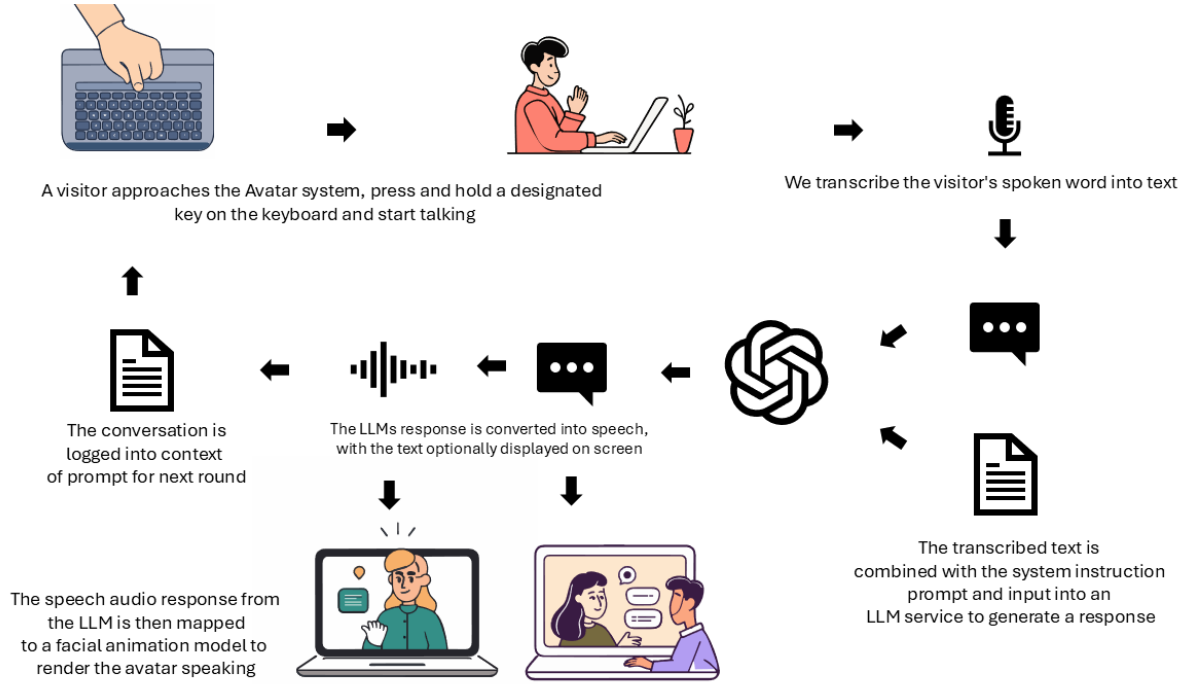 A visitor approaches the Avatar system, press and hold a designated
key on the keyboard and start talking
We transcribe the visitor's spoken word into text
The transcribed text is
combined with the system instruction
prompt and input into an
LLM service to generate a response
The LLMs response is converted into speech,
with the text optionally displayed on screen
The conversation is
logged into context
of prompt for next round
The speech audio response from
the LLM is then mapped
to a facial animation model to
render the avatar speaking